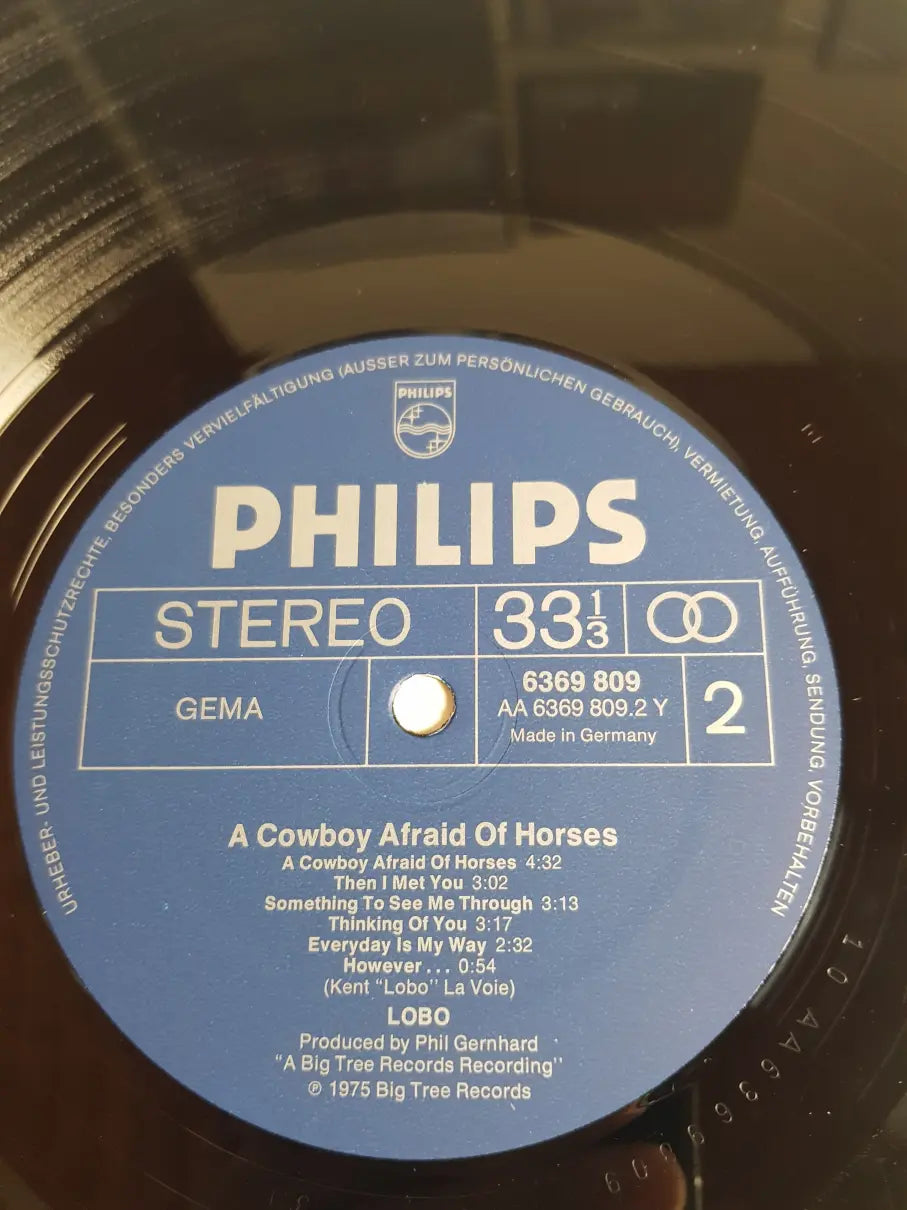 URHEBER- UND LEISTUNGSSCHUTZRECHTE, BESONDERS VERVIELFÄLTIGUNG (AUSSER ZUM PERSÖNLICHEN GEBRAUCH), VERMIETUNG, AUFFÜHRUNG, SENDUNG, VORBEHALTEN
PHILIPS
PHILIPS
STEREO
33 1/3
GEMA
6369 809
AA 6369 809.2 Y
Made in Germany
2
A Cowboy Afraid Of Horses
A Cowboy Afraid Of Horses 4:32
Then I Met You 3:02
Something To See Me Through 3:13
Thinking Of You 3:17
Everyday Is My Way 2:32
However... 0:54
(Kent "Lobo" La Voie)
LOBO
Produced by Phil Gernhard
"A Big Tree Records Recording"
℗ 1975 Big Tree Records
10 AA6369809